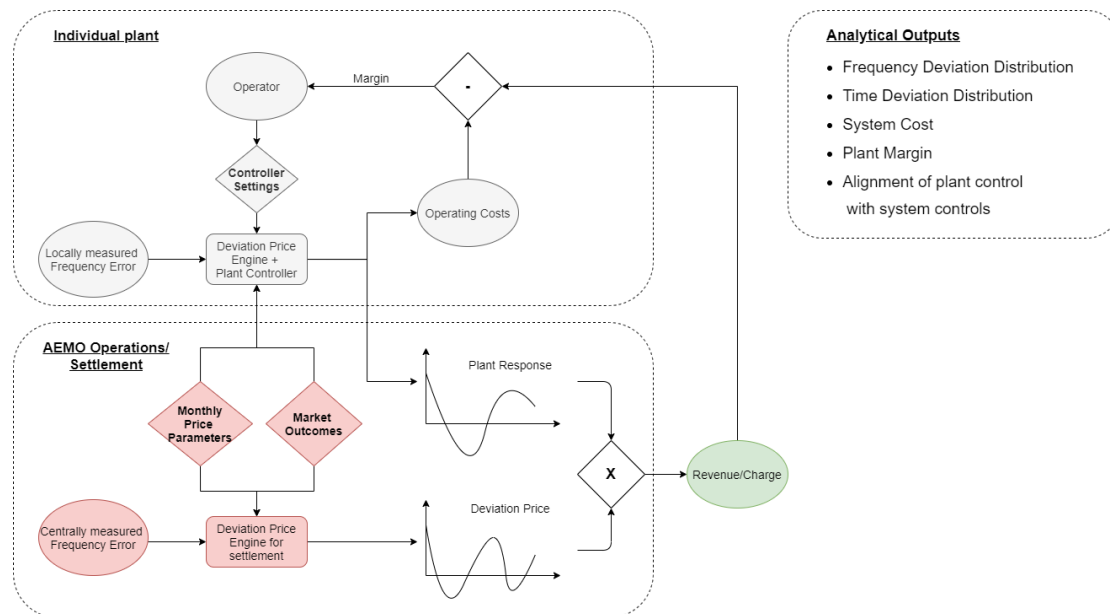 Individual plant
Operator
Margin
-
Controller
Settings
Operating Costs
Locally measured
Frequency Error
Deviation Price
Engine +
Plant Controller
AEMO Operations/
Settlement
Monthly
Price
Parameters
Market
Outcomes
Plant Response
X
Revenue/Charge
Centrally measured
Frequency Error
Deviation Price
Engine for
settlement
Deviation Price
Analytical Outputs
• Frequency Deviation Distribution
• Time Deviation Distribution
• System Cost
• Plant Margin
• Alignment of plant control
with system controls